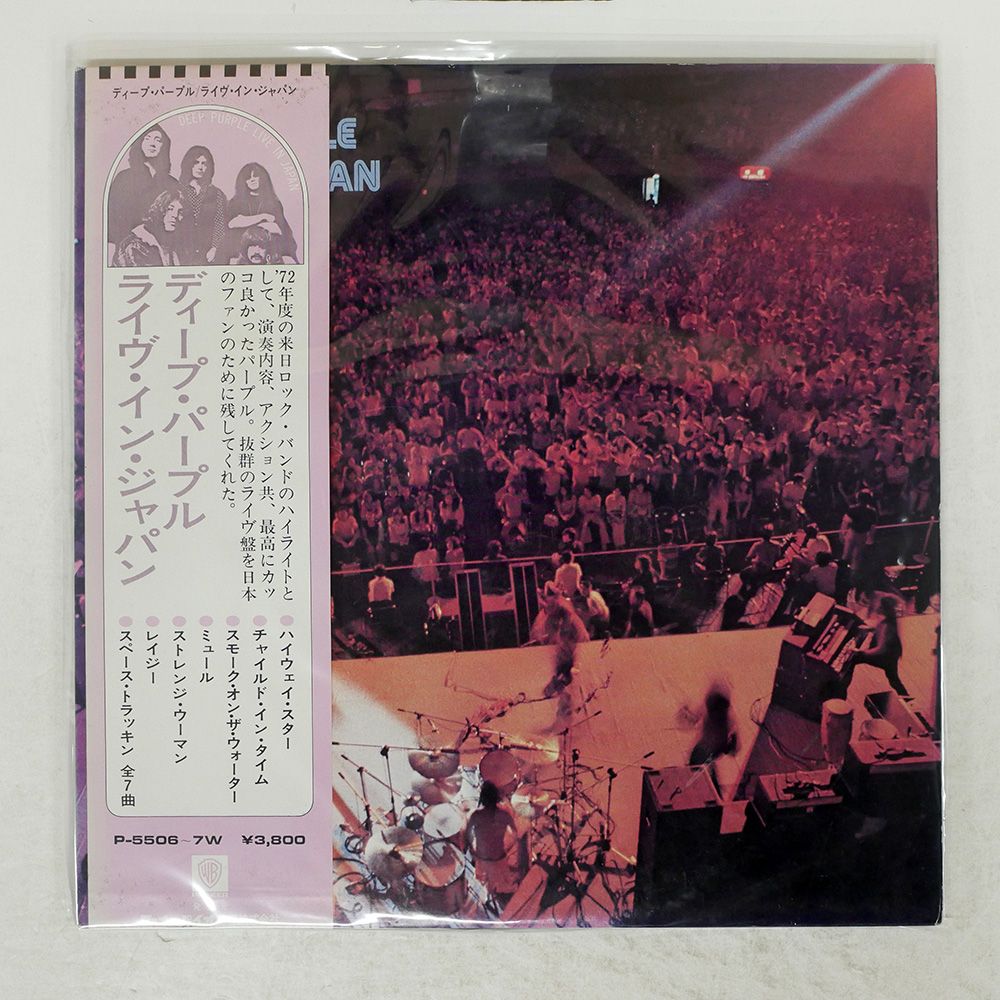 ディープ・パープル/ライヴ・イン・ジャパン
DEEP PURPLE LIVE IN JAPAN
LE
AN
'72年度の来日ロック・バンドのハイライトと
して、演奏内容、アクション共、最高にカッ
コ良かったパープル。抜群のライヴ盤を日本
のファンのために残してくれた。
ディープ・パープル
ライヴ・イン・ジャパン
●ハイウェイ・スター
●チャイルド・イン・タイム
●スモーク・オン・ザ・ウォーター
●ミュール
●ストレンジ・ウーマン
●レイジー
●スペース・トラッキン 全7曲
P-5506~7W ¥3,800
WB